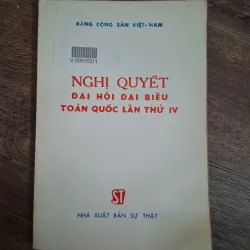 ĐẢNG CỘNG SẢN VIỆT-NAM
V.00015311
NGHỊ QUYẾT
ĐẠI HỘI ĐẠI BIỂU
TOÀN QUỐC LẦN THỨ IV
ST
NHÀ XUẤT BẢN SỰ THẬT